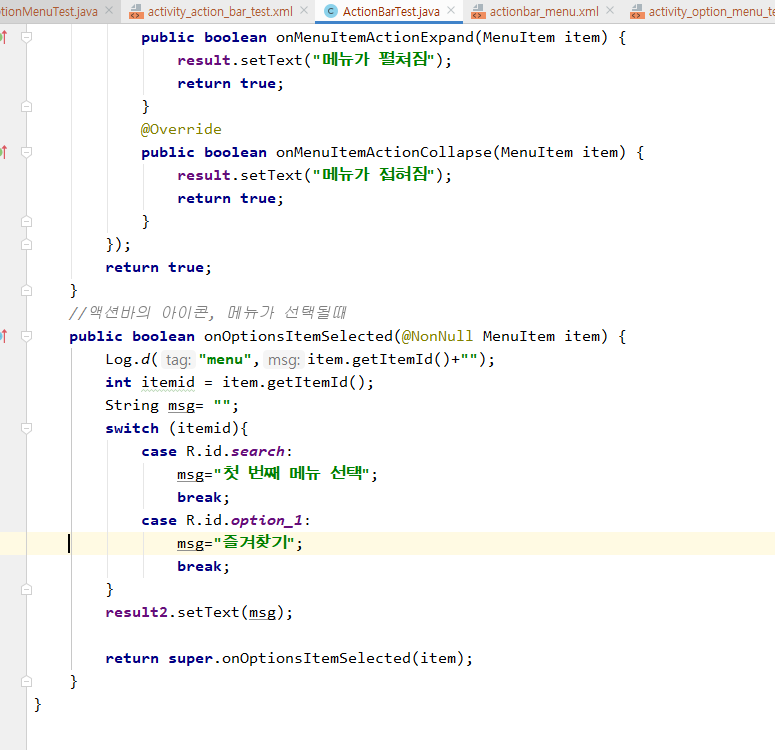 tionMenuTest.java × activity_action_bar_test.xml × C ActionBarTest.java × actionbar_menu.xml × activity_option_menu_te
public boolean onMenuItemActionExpand(MenuItem item) {
result.setText("메뉴가 펼쳐짐");
return true;
}
@Override
public boolean onMenuItemActionCollapse(MenuItem item) {
result.setText("메뉴가 접혀짐");
return true;
}
});
return true;
}
//액션바의 아이콘, 메뉴가 선택될때
public boolean onOptionsItemSelected(@NonNull MenuItem item) {
Log.d( tag: "menu", msg: item.getItemId()+"");
int itemid = item.getItemId();
String msg= "";
switch (itemid){
case R.id.search:
msg="첫 번째 메뉴 선택";
break;
case R.id.option_1:
msg="즐겨찾기";
break;
}
result2.setText(msg);
return super.onOptionsItemSelected(item);
}
}